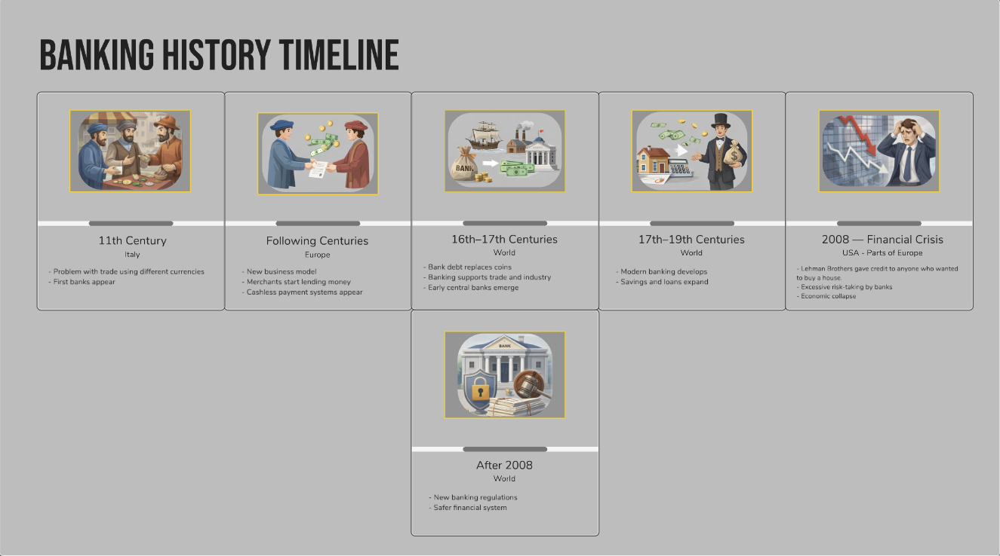 BANKING HISTORY TIMELINE
BANK
$
11th Century
Italy
- Problem with trade using different currencies
- First banks appear
Following Centuries
Europe
- New business model
- Merchants start lending money
- Cashless payment systems appear
16th–17th Centuries
World
- Bank debt replaces coins
- Banking supports trade and industry
- Early central banks emerge
17th–19th Centuries
World
- Modern banking develops
- Savings and loans expand
2008 — Financial Crisis
USA - Parts of Europe
- Lehman Brothers gave credit to anyone who wanted
to buy a house.
- Excessive risk-taking by banks
- Economic collapse
BANK
After 2008
World
- New banking regulations
- Safer financial system